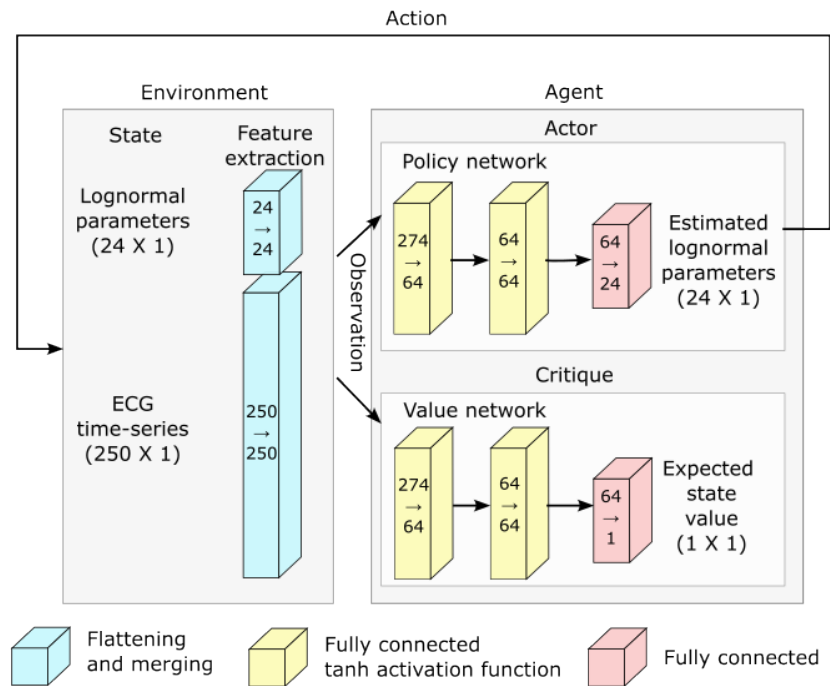 Action
Environment
Agent
State
Feature
extraction
Lognormal
parameters
(24 X 1)
24
→
24
ECG
time-series
(250 X 1)
250
→
250
Observation
Actor
Policy network
274
→
64
64
→
64
64
→
24
Estimated
lognormal
parameters
(24 X 1)
Critique
Value network
274
→
64
64
→
64
64
→
1
Expected
state
value
(1 X 1)
Flattening
and merging
Fully connected
tanh activation function
Fully connected